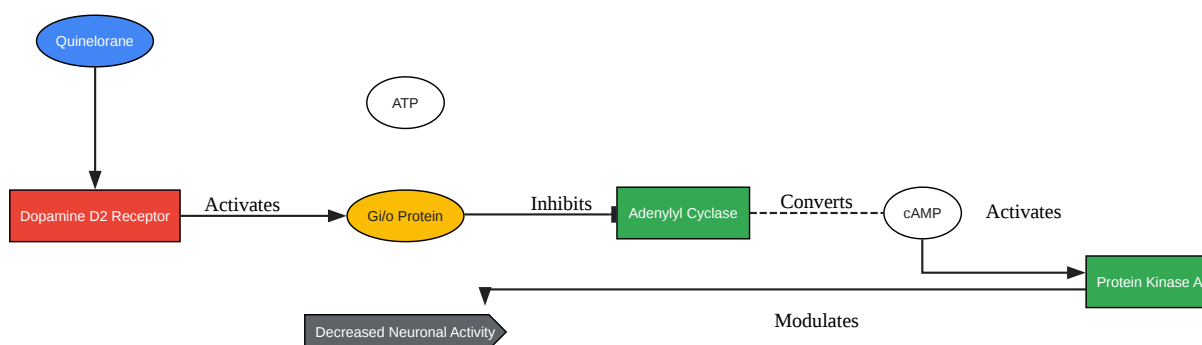 Quinelorane
ATP
Dopamine D2 Receptor
Activates
Gi/o Protein
Inhibits
Adenylyl Cyclase
Converts
cAMP
Activates
Protein Kinase A
Modulates
Decreased Neuronal Activity